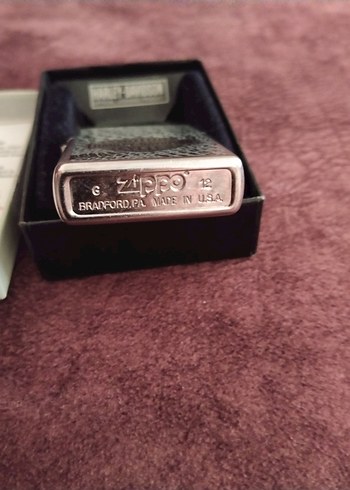 G zippo 12
BRADFORD,PA. MADE IN U.S.A.